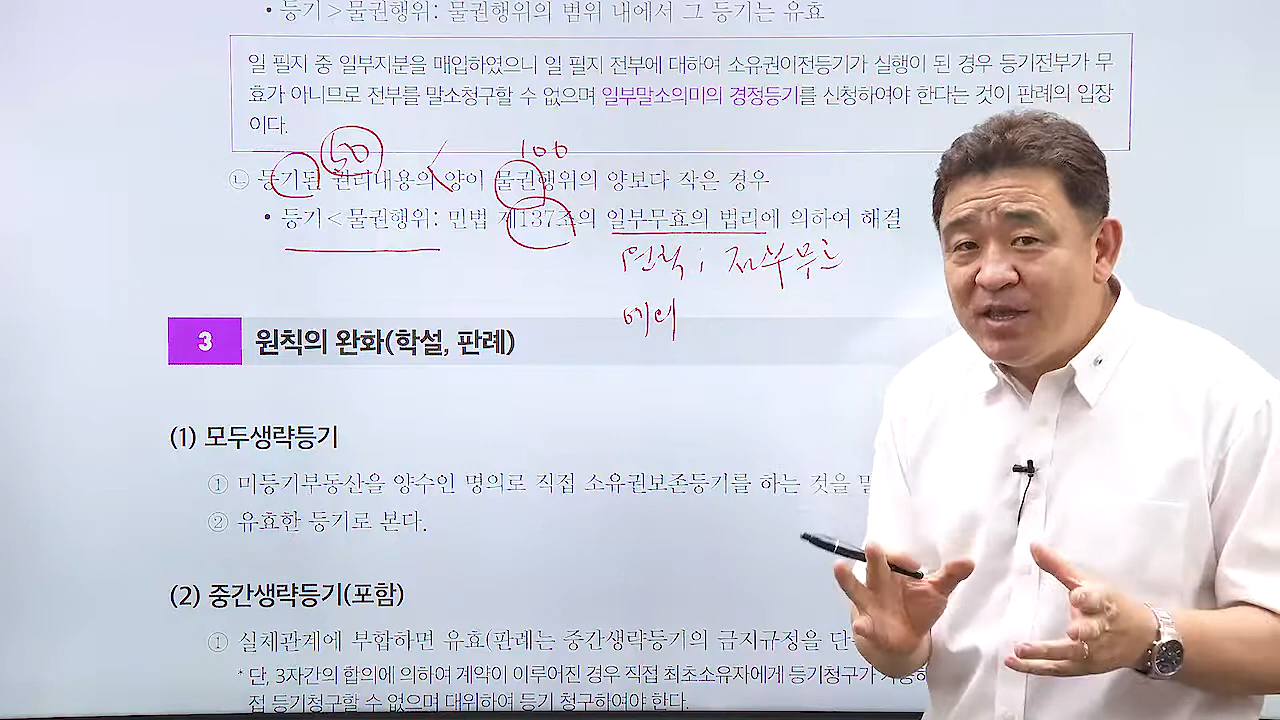 • 등기 > 물권행위: 물권행위의 범위 내에서 그 등기는 유효
일 필지 중 일부지분을 매입하였으니 일 필지 전부에 대하여 소유권이전등기가 실행이 된 경우 등기전부가 무
효가 아니므로 전부를 말소청구할 수 없으며 일부말소의미의 경정등기를 신청하여야 한다는 것이 판례의 입장
이다.
50 < 100
㉡ 등기된 권리내용의 양이 물권행위의 양보다 작은 경우
• 등기 < 물권행위: 민법 제137조의 일부무효의 법리에 의하여 해결
원칙 ; 전부무효
예외
3 원칙의 완화(학설, 판례)
(1) 모두생략등기
① 미등기부동산을 양수인 명의로 직접 소유권보존등기를 하는 것을 말
② 유효한 등기로 본다.
(2) 중간생략등기(포함)
① 실체관계에 부합하면 유효(판례는 중간생략등기의 금지규정을 단
* 단, 3자간의 합의에 의하여 계약이 이루어진 경우 직접 최초소유자에게 등기청구가
접 등기청구할 수 없으며 대위하여 등기 청구하여야 한다.